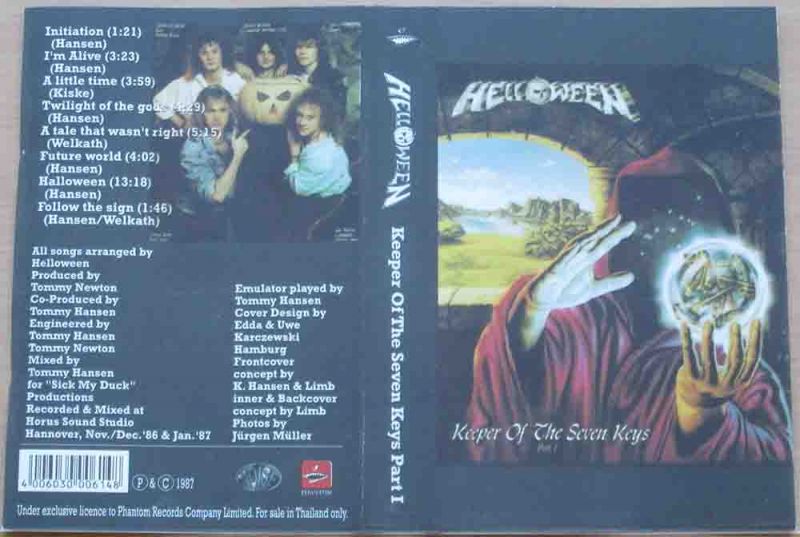 Initiation (1:21)
(Hansen)
I'm Alive (3:23)
(Hansen)
A little time (3:59)
(Kiske)
Twilight of the gods (4:29)
(Hansen)
A tale that wasn't right (5:15)
(Welkath)
Future world (4:02)
(Hansen)
Halloween (13:18)
(Hansen)
Follow the sign (1:46)
(Hansen/Welkath)
All songs arranged by
Helloween
Produced by
Tommy Newton
Co-Produced by
Tommy Hansen
Engineered by
Tommy Hansen
Tommy Newton
Mixed by
Tommy Hansen
for "Sick My Duck"
Productions
Recorded & Mixed at
Horus Sound Studio
Hannover, Nov./Dec.'86 & Jan.'87
Emulator played by
Tommy Hansen
Cover Design by
Edda & Uwe
Karczewski
Hamburg
Frontcover
concept by
K. Hansen & Limb
inner & Backcover
concept by Limb
Photos by
Jürgen Müller
4 006030 006148
P & C 1987
NOISE
Under exclusive licence to Phantom Records Company Limited. For sale in Thailand only.
HELLOWEEN
Keeper Of The Seven Keys Part I
HELLOWEEN
Keeper Of The Seven Keys
Part I